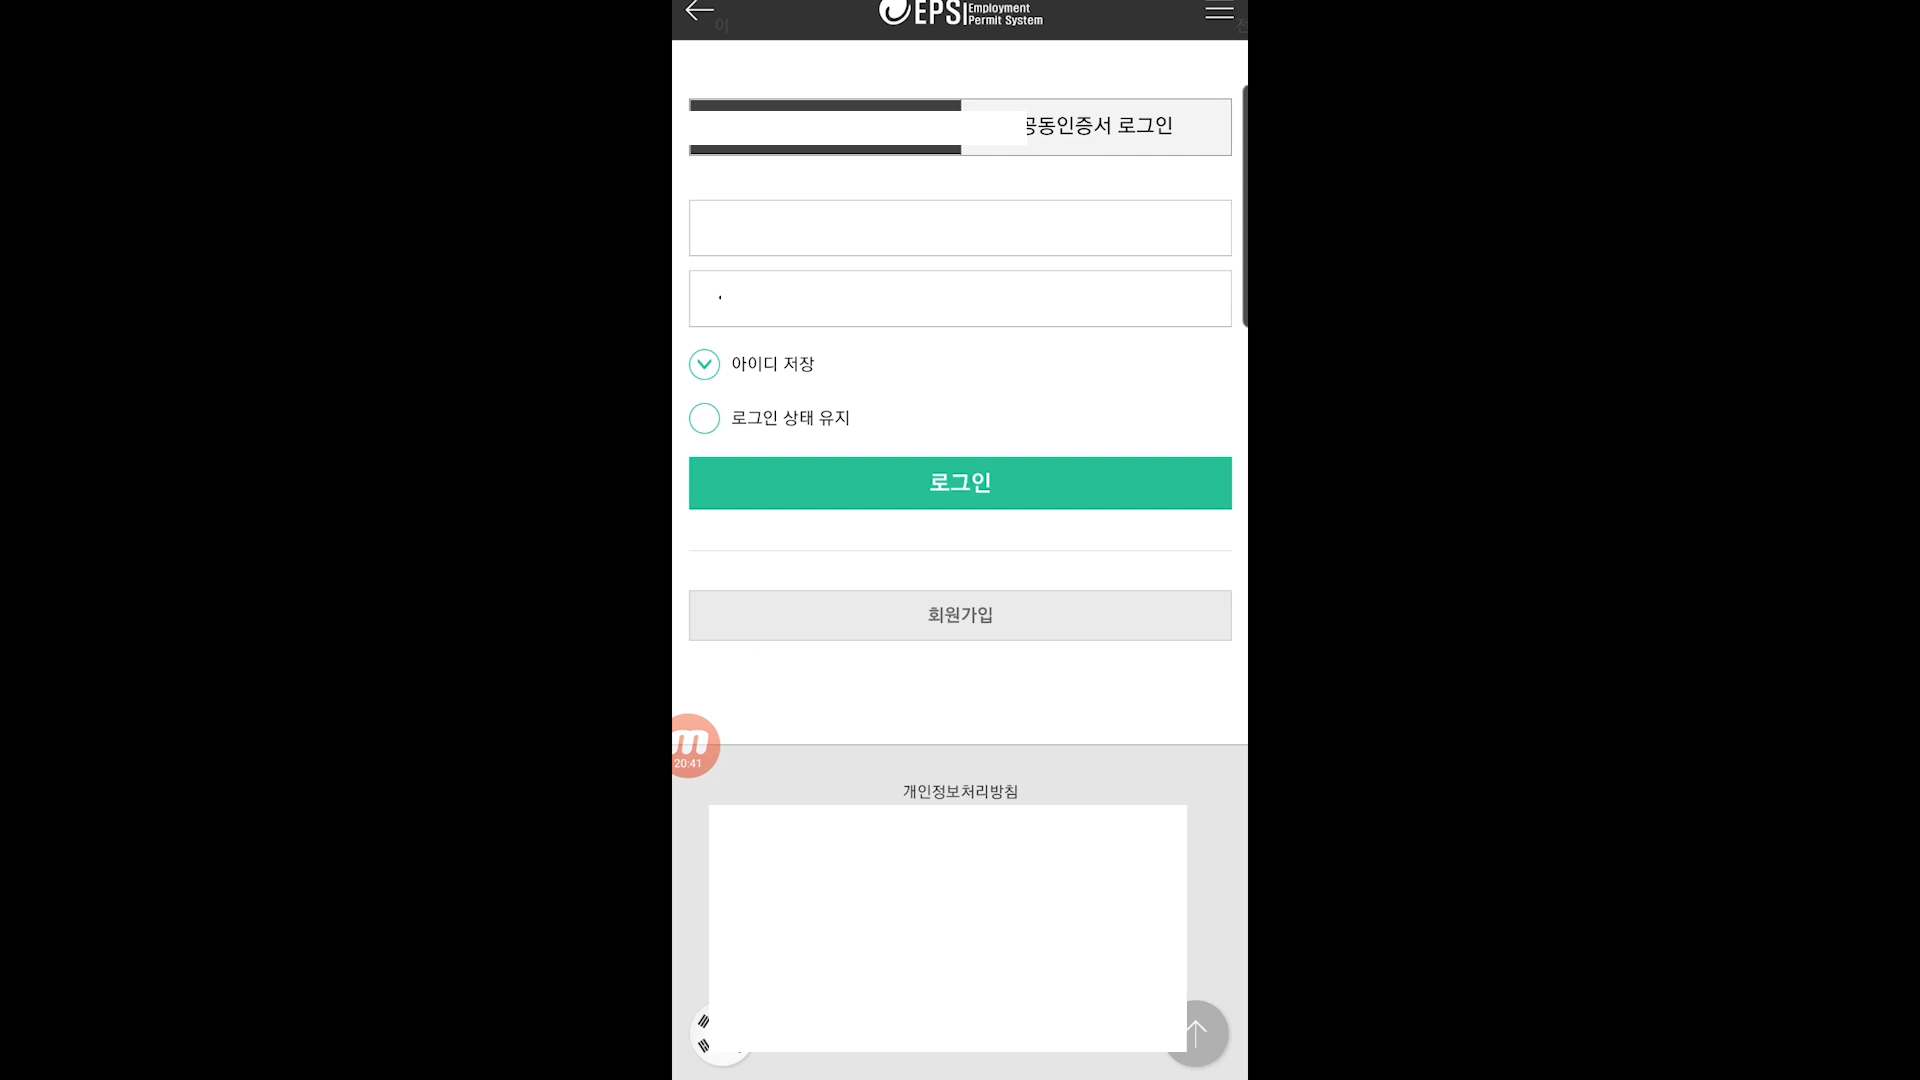 EPS Employment
Permit System
공동인증서 로그인
아이디 저장
로그인 상태 유지
로그인
회원가입
20:41
개인정보처리방침